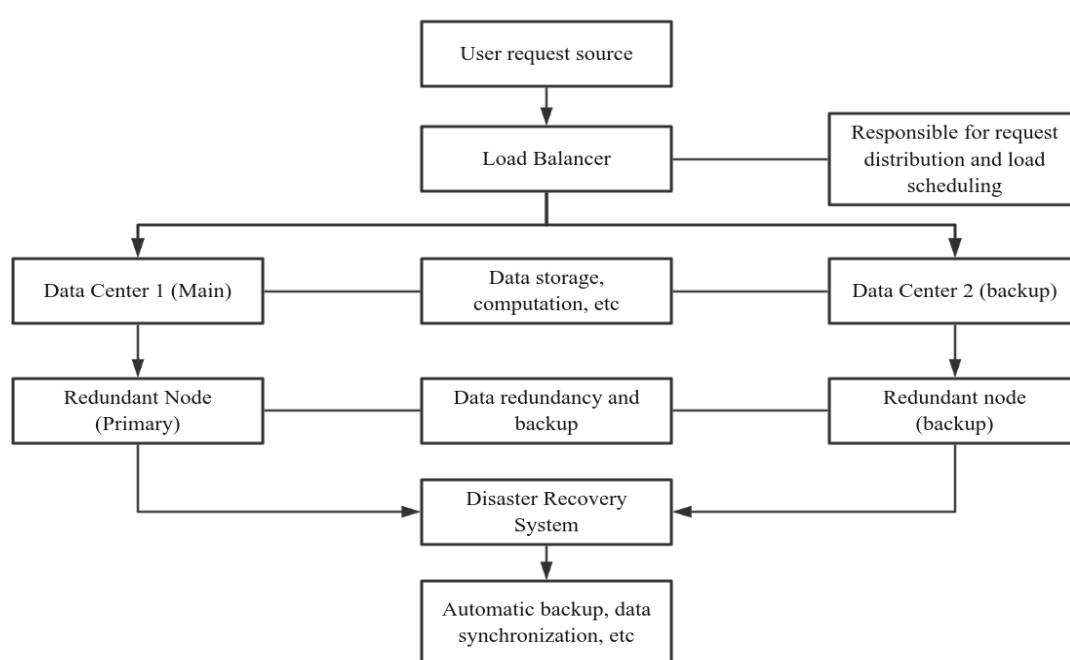 User request source
Load Balancer
Responsible for request
distribution and load
scheduling
Data Center 1 (Main)
Data storage,
computation, etc
Data Center 2 (backup)
Redundant Node
(Primary)
Data redundancy and
backup
Redundant node
(backup)
Disaster Recovery
System
Automatic backup, data
synchronization, etc